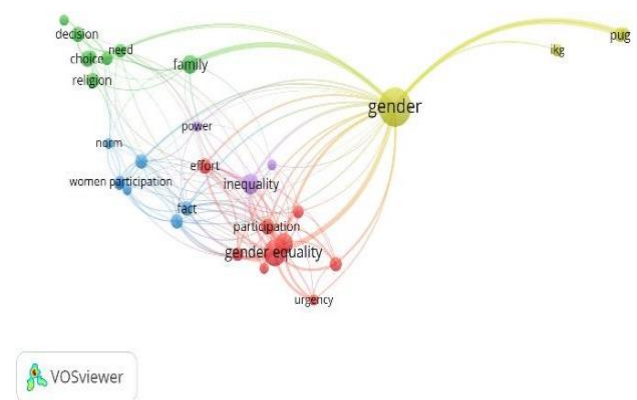 decision
need
choice
family
religion
gender
ikg
pug
power
norm
effort
women participation
inequality
fact
participation
gender equality
urgency
VOSviewer